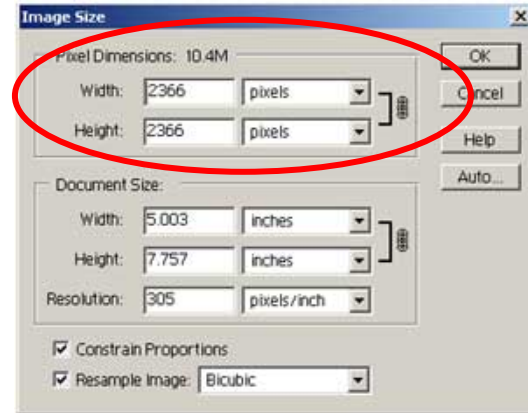 Image Size
Pixel Dimensions: 10.4M
OK
Width: 2366 pixels
Cancel
Height: 2366 pixels
Help
Document Size:
Auto...
Width: 5.003 inches
Height: 7.757 inches
Resolution: 305 pixels/inch
Constrain Proportions
Resample Image: Bicubic